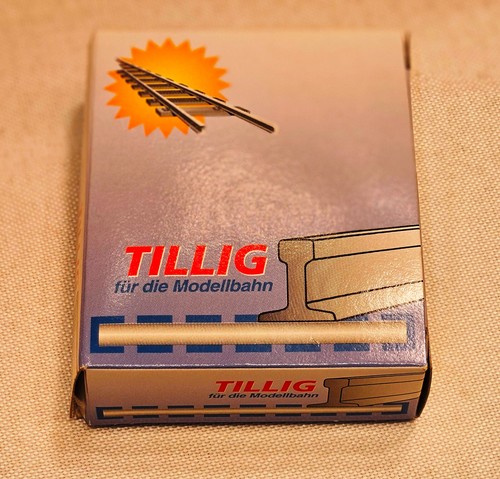 TILLIG
für die Modellbahn
TILLIG
für die Modellbahn